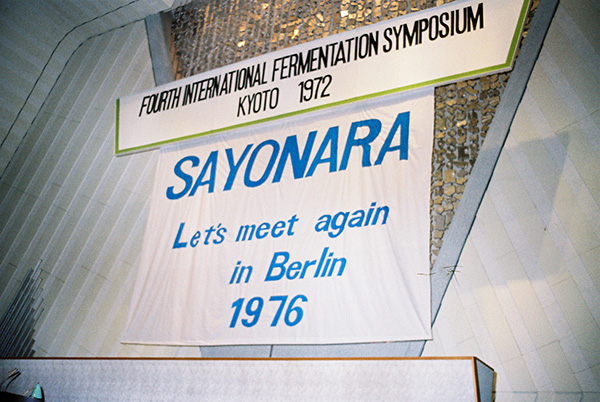 FOURTH INTERNATIONAL FERMENTATION SYMPOSIUM
KYOTO 1972
SAYONARA
Let's meet again
in Berlin
1976